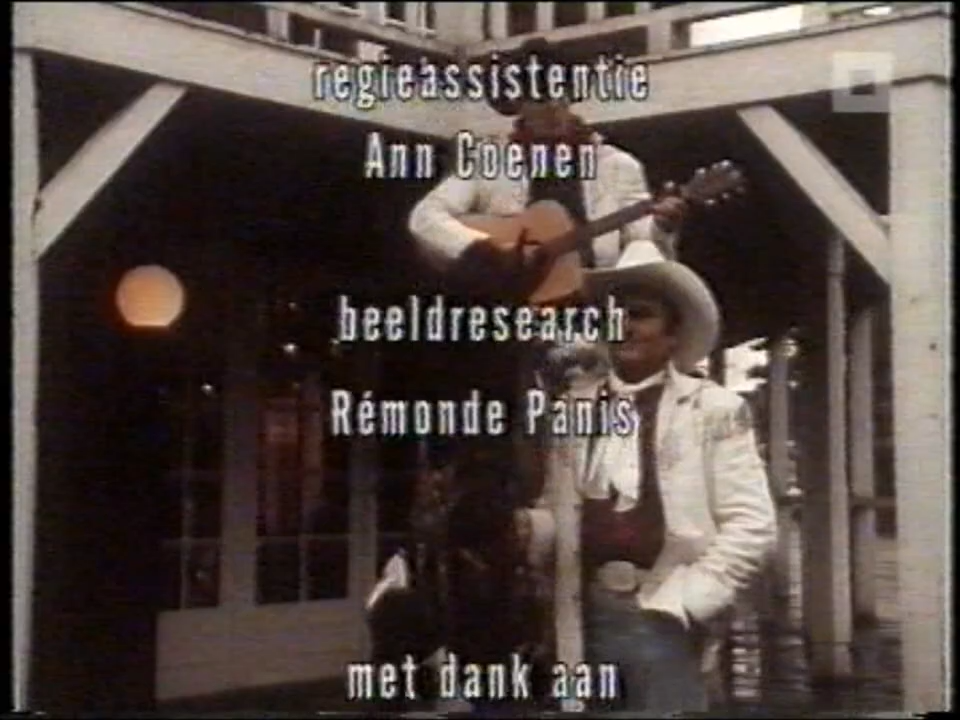 regieassistentie
Ann Coenen
beeldresearch
Rémonde Panis
met dank aan